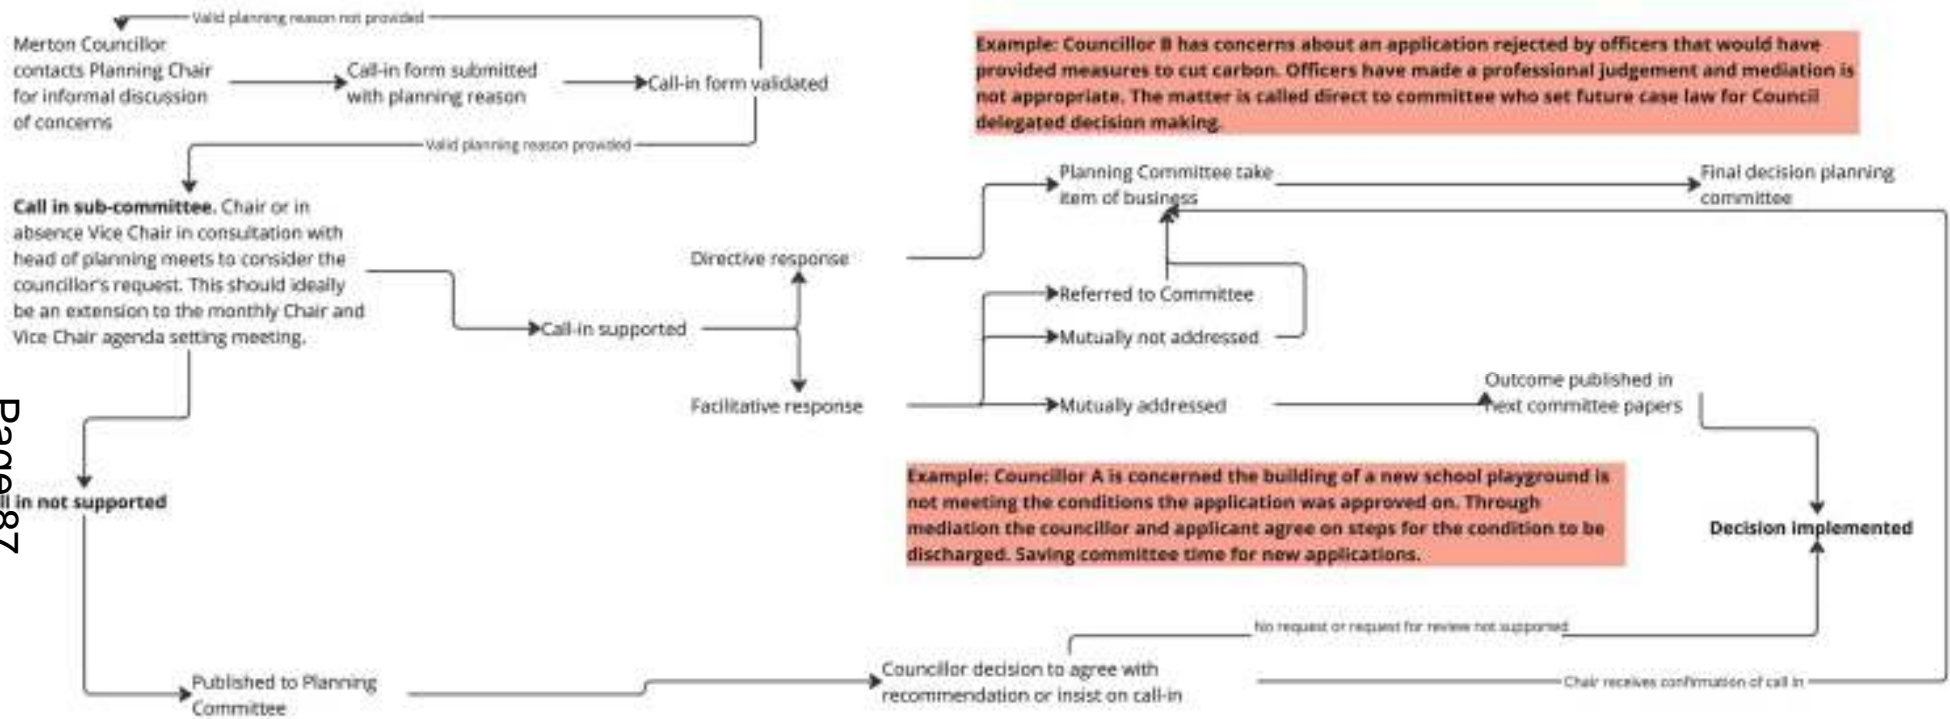 Valid planning reason not provided
Merton Councillor
contacts Planning Chair
for informal discussion
of concerns
Call-in form submitted
with planning reason
Call-in form validated
Example: Councillor B has concerns about an application rejected by officers that would have
provided measures to cut carbon. Officers have made a professional judgement and mediation is
not appropriate. The matter is called direct to committee who set future case law for Council
delegated decision making.
Valid planning reason provided
Call in sub-committee. Chair or in
absence Vice Chair in consultation with
head of planning meets to consider the
councillor's request. This should ideally
be an extension to the monthly Chair and
Vice Chair agenda setting meeting.
Call-in supported
Directive response
Facilitative response
Planning Committee take
item of business
Final decision planning
committee
Referred to Committee
Mutually not addressed
Mutually addressed
Outcome published in
next committee papers
Example: Councillor A is concerned the building of a new school playground is
not meeting the conditions the application was approved on. Through
mediation the councillor and applicant agree on steps for the condition to be
discharged. Saving committee time for new applications.
Page 87
in not supported
Decision implemented
No request or request for review not supported
Published to Planning
Committee
Councillor decision to agree with
recommendation or insist on call-in
Chair receives confirmation of call in